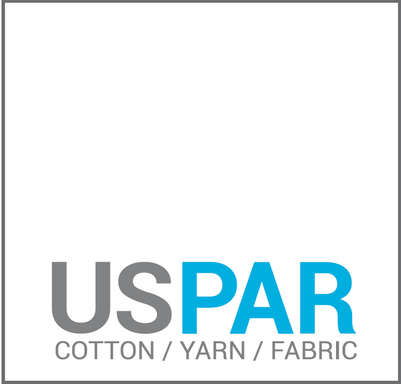 USPAR
COTTON / YARN / FABRIC